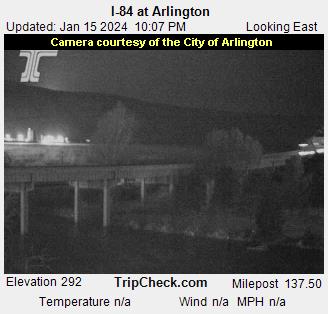 I-84 at Arlington
Updated: Jan 15 2024 10:07 PM Looking East
Camera courtesy of the City of Arlington
Elevation 292 TripCheck.com Milepost 137.50
Temperature n/a Wind n/a MPH n/a